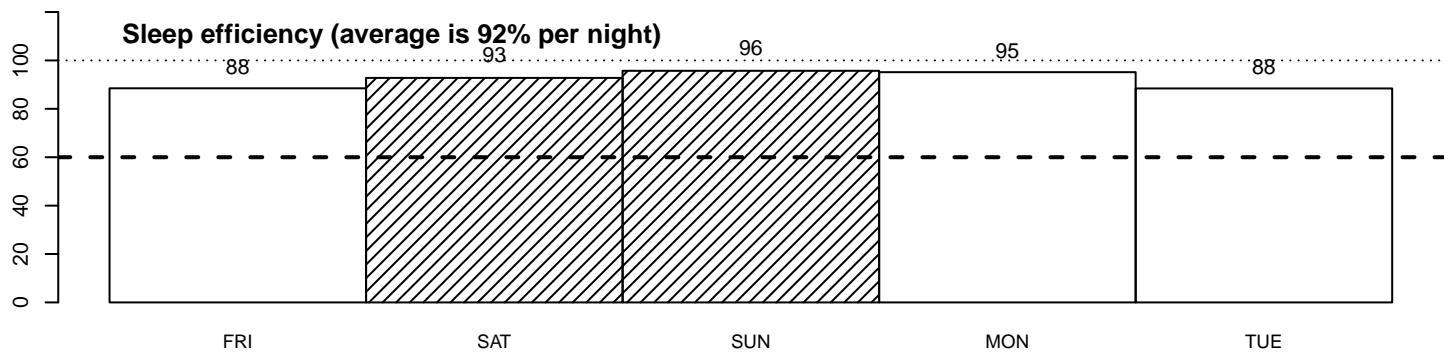 Sleep efficiency (average is 92% per night)
100
80
60
40
20
0
88
93
96
95
88
FRI
SAT
SUN
MON
TUE